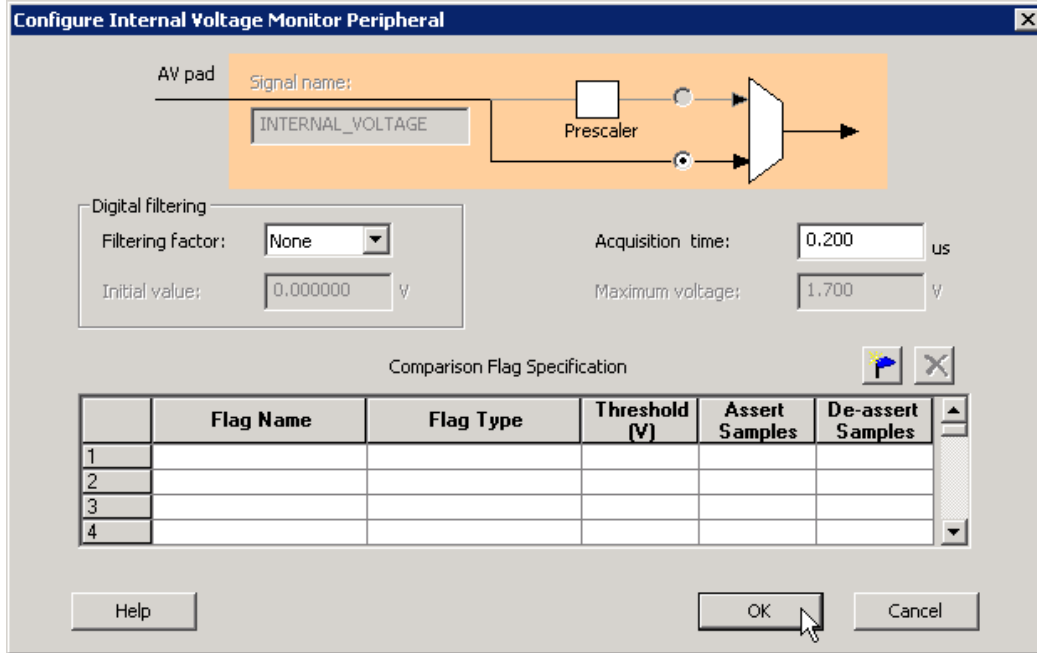 Configure Internal Voltage Monitor Peripheral
AV pad
Signal name:
INTERNAL_VOLTAGE
Prescaler
Digital filtering
Filtering factor: None
Acquisition time: 0.200 us
Initial value: 0.000000 V
Maximum voltage: 1.700 V
Comparison Flag Specification
Flag Name Flag Type Threshold (V) Assert Samples De-assert Samples
1
2
3
4
Help OK Cancel